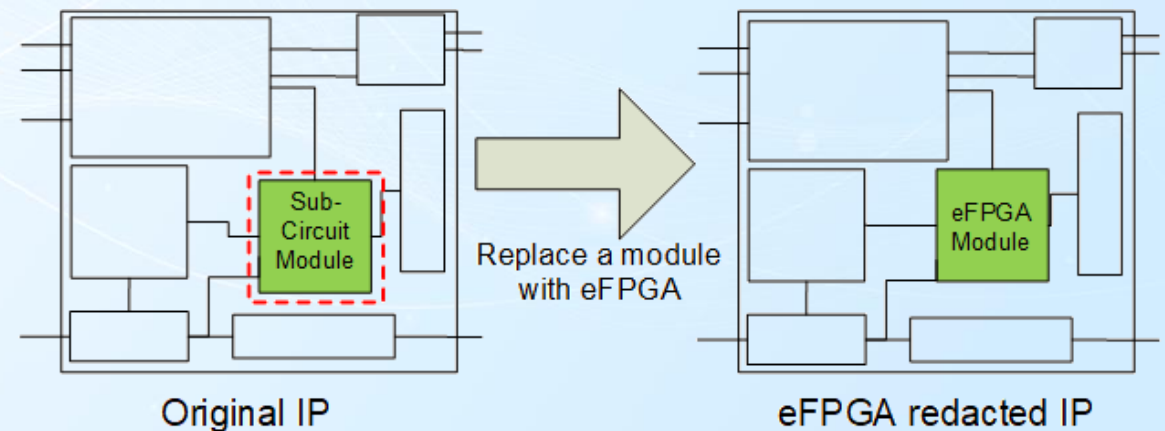 Sub-
Circuit
Module
Replace a module
with eFPGA
eFPGA
Module
Original IP
eFPGA redacted IP